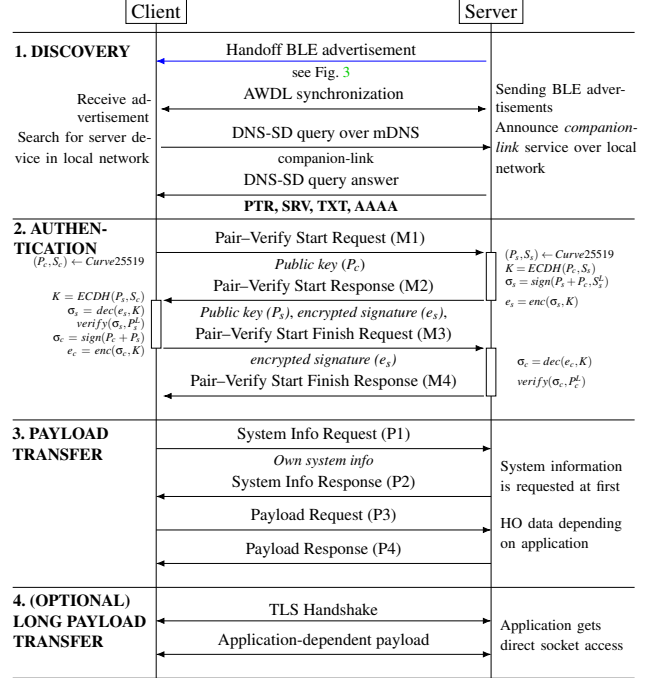 Client
Server
1. DISCOVERY
Handoff BLE advertisement
see Fig. 3
Receive ad-
vertisement
Search for server de-
vice in local network
AWDL synchronization
DNS-SD query over mDNS
companion-link
DNS-SD query answer
PTR, SRV, TXT, AAAA
Sending BLE adver-
tisements
Announce companion-
link service over local
network
2. AUTHEN-
TICATION
(P_c, S_c) ← Curve25519
Pair–Verify Start Request (M1)
Public key (P_c)
(P_s, S_s) ← Curve25519
K = ECDH(P_c, S_s)
σ_s = sign(P_s + P_c, S_s^L)
e_s = enc(σ_s, K)
Pair–Verify Start Response (M2)
Public key (P_s), encrypted signature (e_s),
K = ECDH(P_s, S_c)
σ_s = dec(e_s, K)
verify(σ_s, P_s^L)
σ_c = sign(P_c + P_s)
e_c = enc(σ_c, K)
Pair–Verify Start Finish Request (M3)
encrypted signature (e_s)
σ_c = dec(e_c, K)
verify(σ_c, P_c^L)
Pair–Verify Start Finish Response (M4)
3. PAYLOAD
TRANSFER
System Info Request (P1)
Own system info
System Info Response (P2)
System information
is requested at first
Payload Request (P3)
Payload Response (P4)
HO data depending
on application
4. (OPTIONAL)
LONG PAYLOAD
TRANSFER
TLS Handshake
Application-dependent payload
Application gets
direct socket access